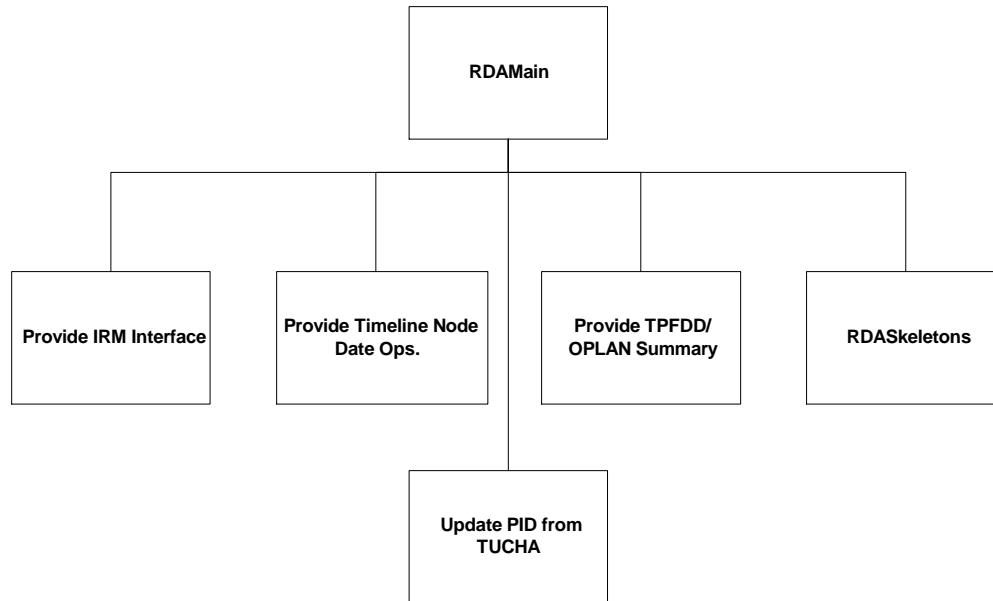 RDAMain
Provide IRM Interface
Provide Timeline Node
Date Ops.
Provide TPFDD/
OPLAN Summary
RDASkeletons
Update PID from
TUCHA